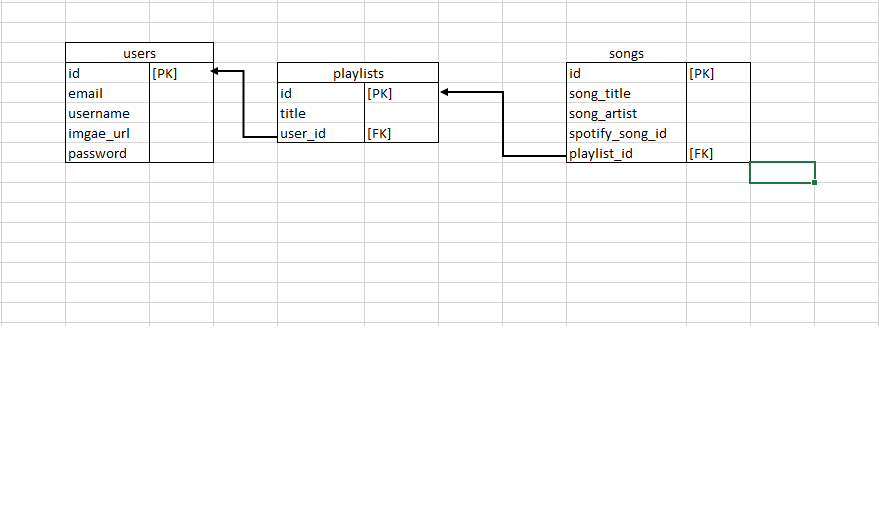 users
id [PK]
email
username
imgae_url
password
playlists
id [PK]
title
user_id [FK]
songs
id [PK]
song_title
song_artist
spotify_song_id
playlist_id [FK]